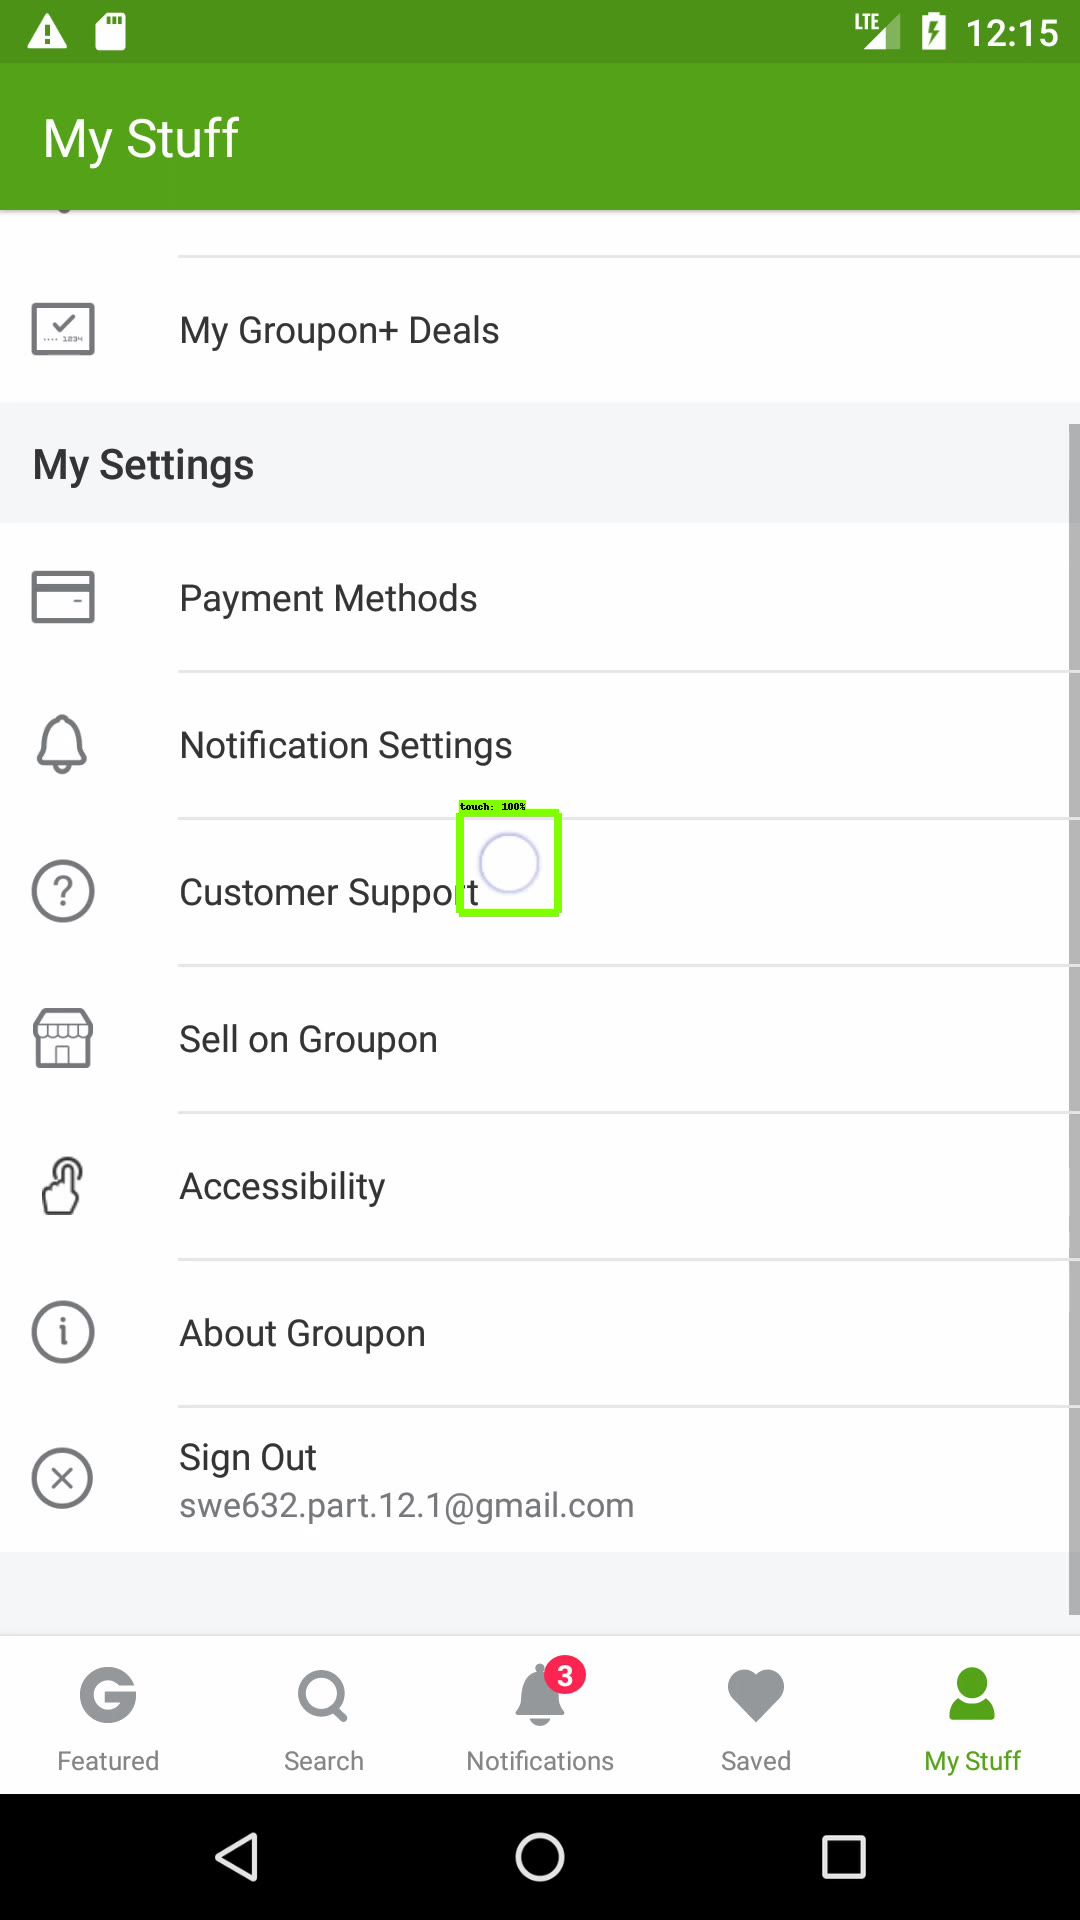 LTE 12:15
My Stuff
1234
My Groupon+ Deals
My Settings
Payment Methods
Notification Settings
touch: 100%
Customer Support
Sell on Groupon
Accessibility
About Groupon
Sign Out
swe632.part.12.1@gmail.com
3
Featured
Search
Notifications
Saved
My Stuff